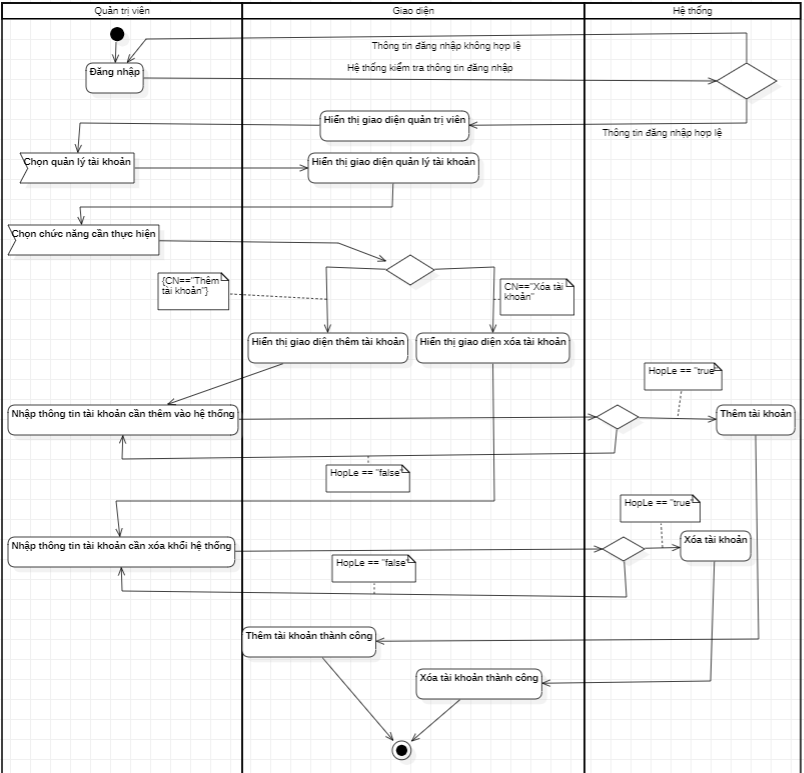 Quản trị viên
Giao diện
Hệ thống
Thông tin đăng nhập không hợp lệ
Đăng nhập
Hệ thống kiểm tra thông tin đăng nhập
Hiển thị giao diện quản trị viên
Thông tin đăng nhập hợp lệ
Chọn quản lý tài khoản
Hiển thị giao diện quản lý tài khoản
Chọn chức năng cần thực hiện
{CN=="Thêm
tài khoản"}
CN=="Xóa tài
khoản"
Hiển thị giao diện thêm tài khoản
Hiển thị giao diện xóa tài khoản
HopLe == "true"
Nhập thông tin tài khoản cần thêm vào hệ thống
Thêm tài khoản
HopLe == "false"
HopLe == "true"
Nhập thông tin tài khoản cần xóa khỏi hệ thống
Xóa tài khoản
HopLe == "false"
Thêm tài khoản thành công
Xóa tài khoản thành công